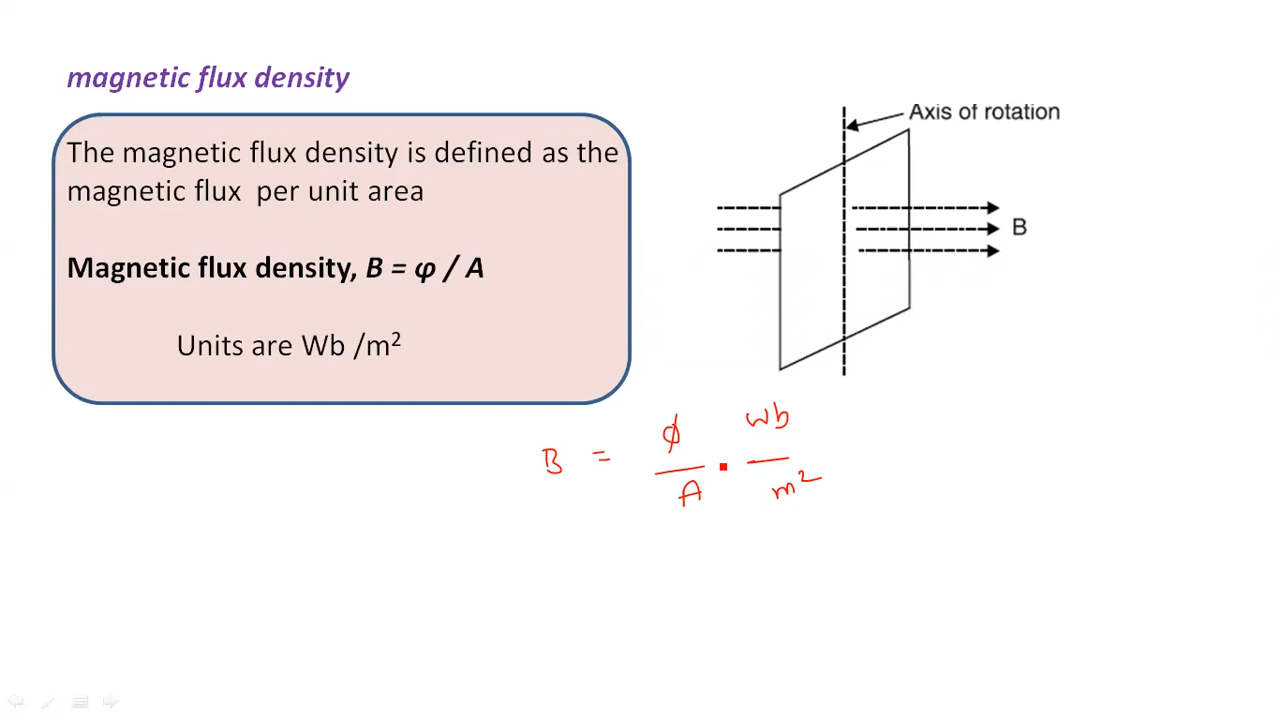 magnetic flux density
The magnetic flux density is defined as the
magnetic flux per unit area
Magnetic flux density, B = φ / A
Units are Wb /m²
Axis of rotation
B
B = ϕ / A . wb / m²